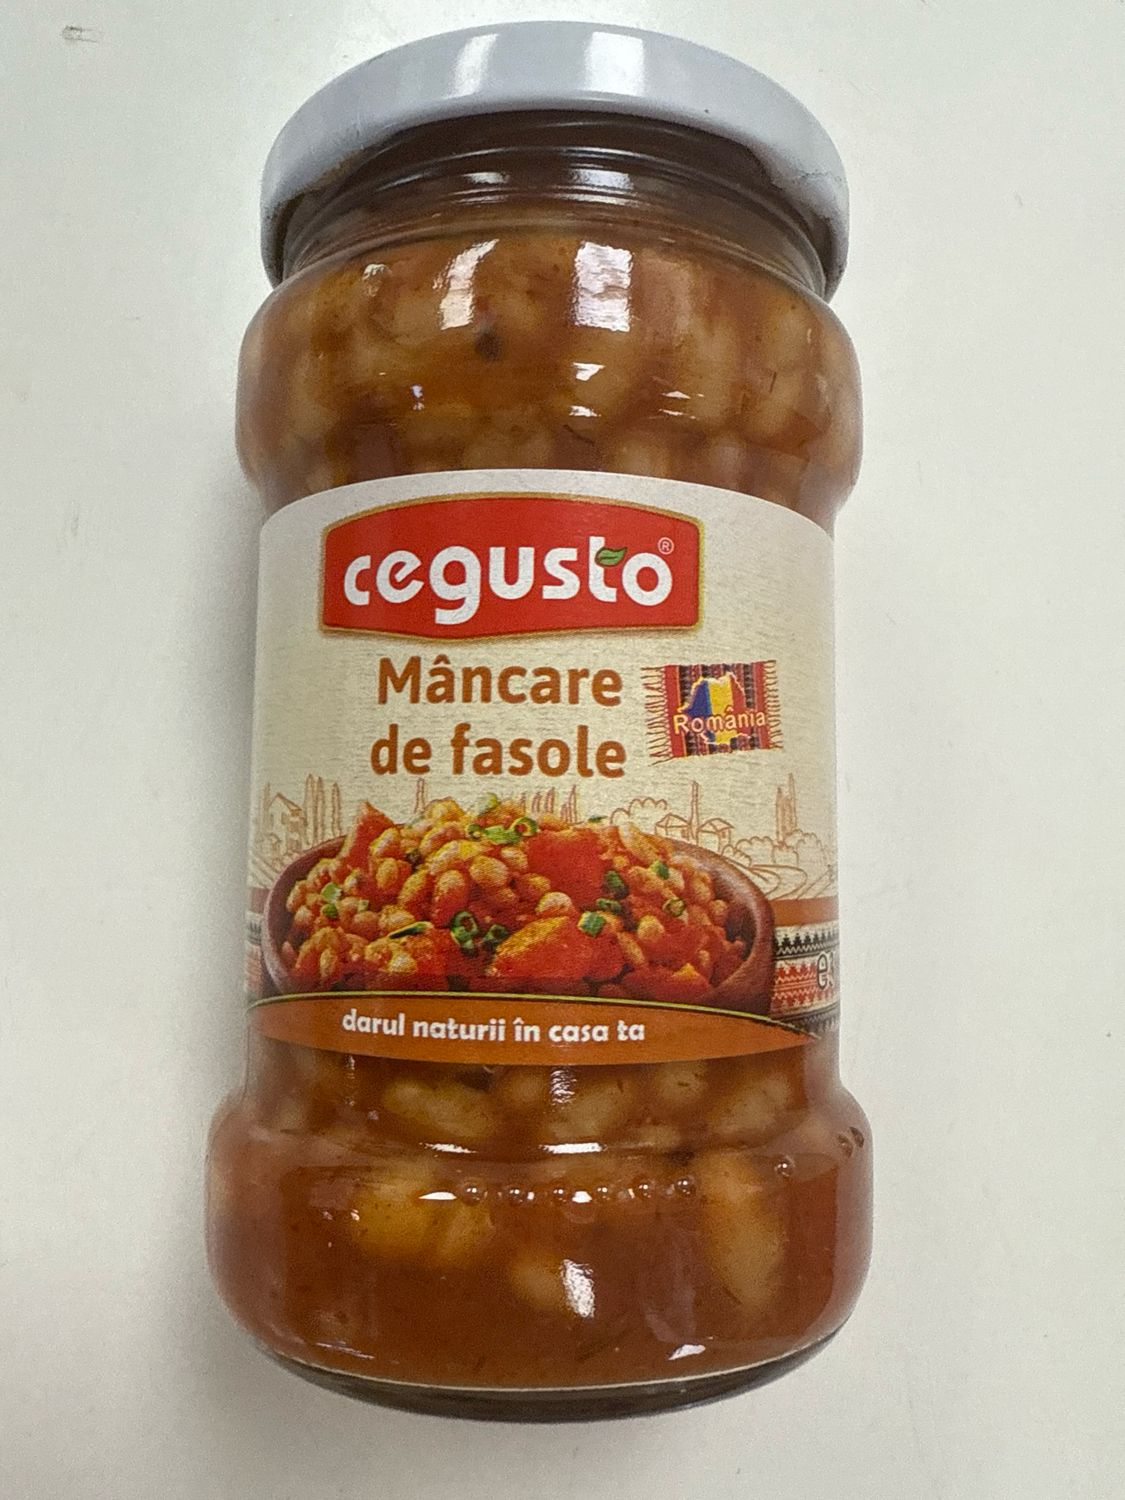 cegusto®
Mâncare
de fasole
România
darul naturii în casa ta